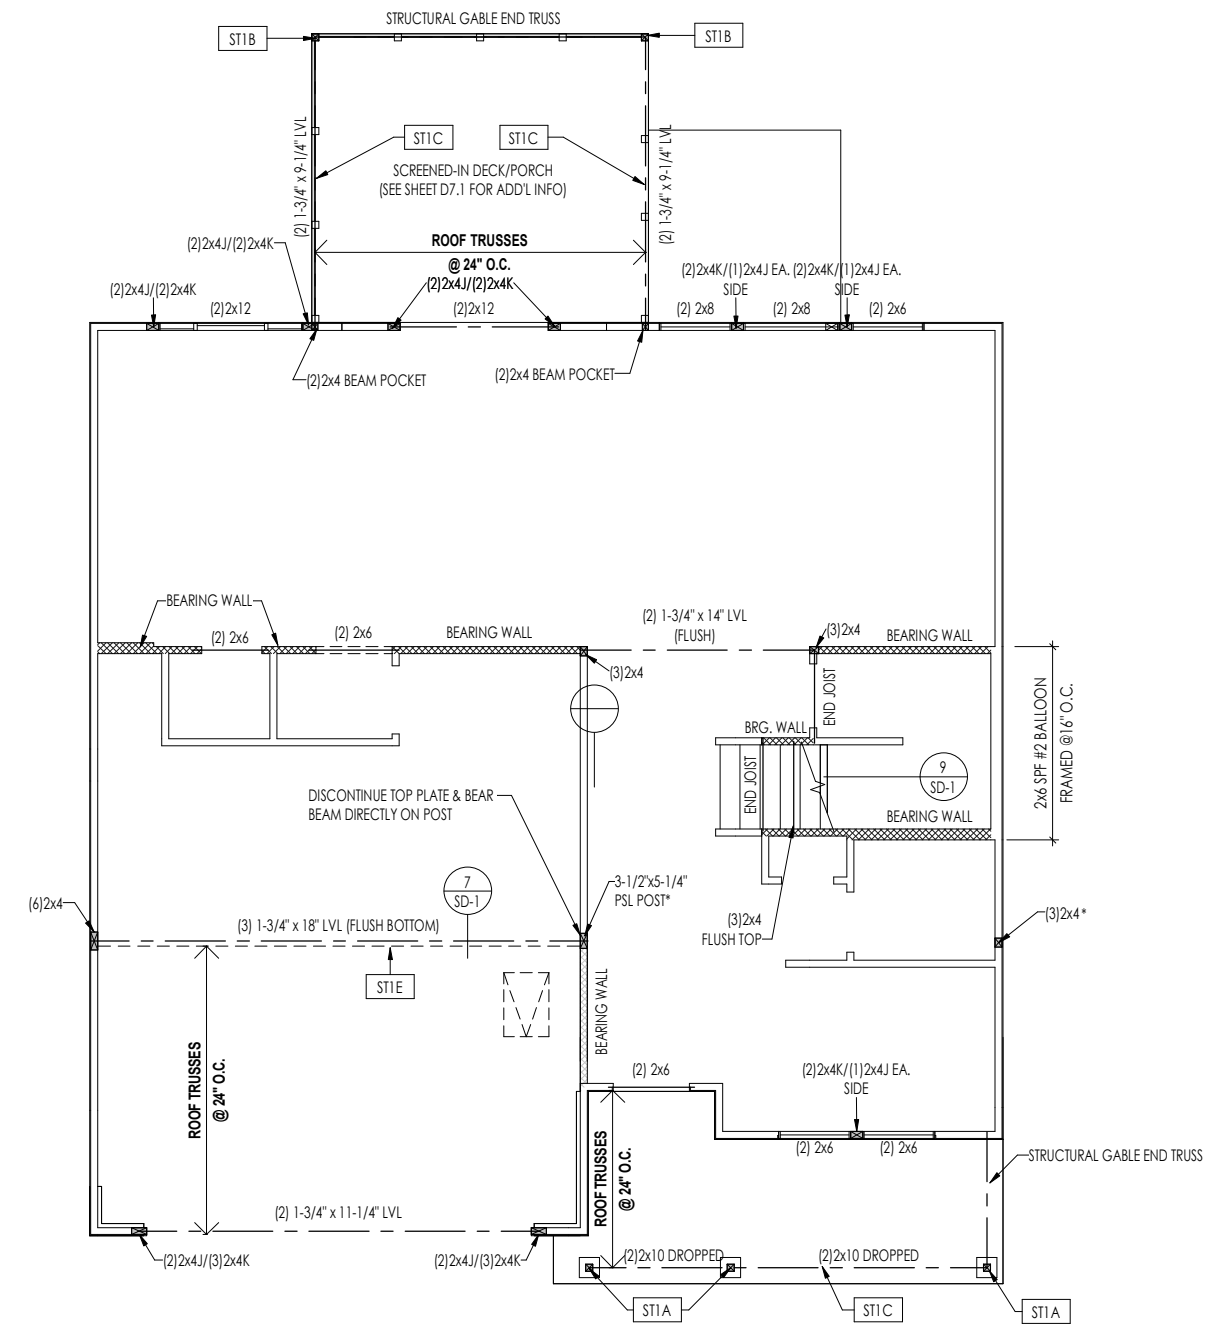 STRUCTURAL GABLE END TRUSS
ST1B
ST1B
(2) 1-3/4" x 9-1/4" LVL
ST1C
ST1C
(2) 1-3/4" x 9-1/4" LVL
SCREENED-IN DECK/PORCH
(SEE SHEET D7.1 FOR ADD'L INFO)
ROOF TRUSSES
@ 24" O.C.
(2)2x4J/(2)2x4K
(2)2x4J/(2)2x4K
(2)2x4J/(2)2x4K
(2)2x4K/(1)2x4J EA.
SIDE
(2)2x4K/(1)2x4J EA.
SIDE
(2)2x12
(2)2x12
(2) 2x8
(2) 2x8
(2) 2x6
(2)2x4 BEAM POCKET
(2)2x4 BEAM POCKET
BEARING WALL
(2) 2x6
(2) 2x6
BEARING WALL
(2) 1-3/4" x 14" LVL
(FLUSH)
(3)2x4
BEARING WALL
(3)2x4
END JOIST
BRG. WALL
END JOIST
9
SD-1
2x6 SPF #2 BALLOON
FRAMED @16" O.C.
BEARING WALL
DISCONTINUE TOP PLATE & BEAR
BEAM DIRECTLY ON POST
7
SD-1
3-1/2"x5-1/4"
PSL POST*
(6)2x4
(3) 1-3/4" x 18" LVL (FLUSH BOTTOM)
(3)2x4
FLUSH TOP
(3)2x4*
ST1E
BEARING WALL
ROOF TRUSSES
@ 24" O.C.
(2) 2x6
(2)2x4K/(1)2x4J EA.
SIDE
(2) 2x6
(2) 2x6
STRUCTURAL GABLE END TRUSS
ROOF TRUSSES
@ 24" O.C.
(2) 1-3/4" x 11-1/4" LVL
(2)2x4J/(3)2x4K
(2)2x4J/(3)2x4K
(2)2x10 DROPPED
(2)2x10 DROPPED
ST1A
ST1C
ST1A